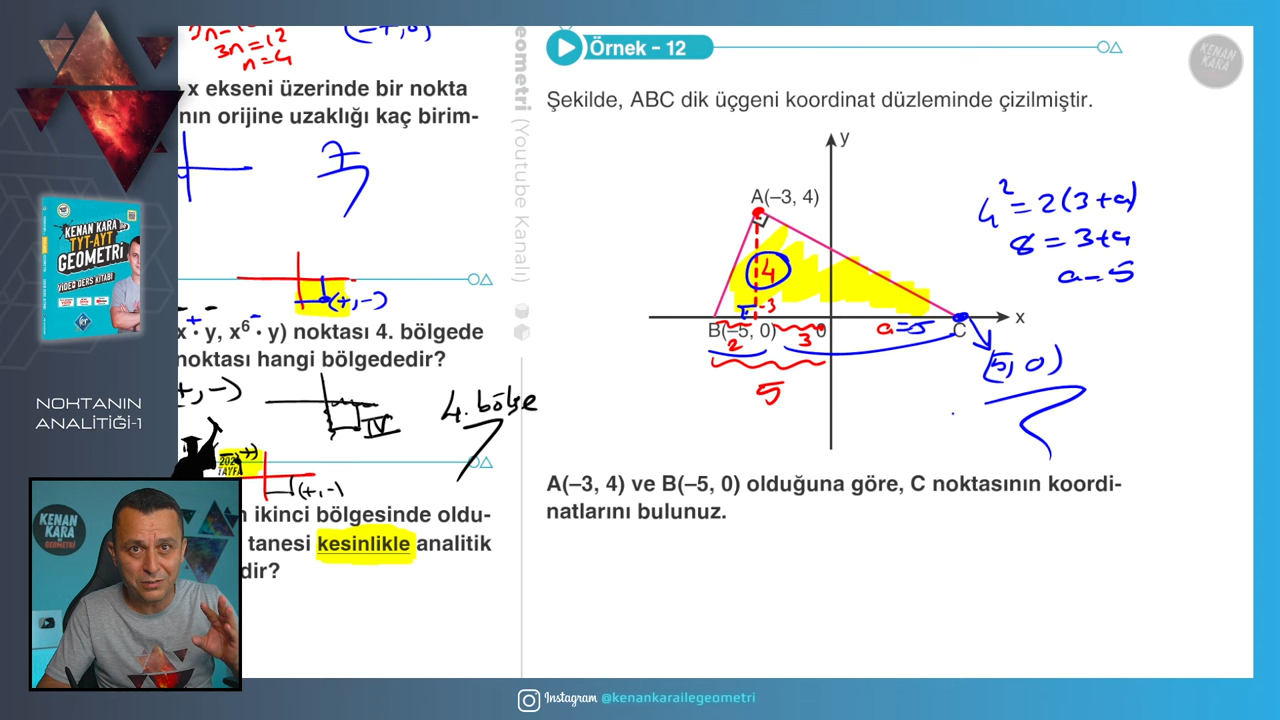 3n=12
n=4
x ekseni üzerinde bir nokta
nın orijine uzaklığı kaç birim-
7
(+,-)
x · y, x⁶ · y) noktası 4. bölgede
noktası hangi bölgededir?
+, -)
4. bölge
IV
(+,-)
n ikinci bölgesinde oldu-
tanesi kesinlikle analitik
dir?
eometri (Youtube Kanalı)
KENAN KARA
TYT-AYT
GEOMETRİ
VİDEO DERS KİTABI
NOKTANIN
ANALİTİĞİ-1
KENAN
KARA
GEOMETRİ
Örnek - 12
KENAN
KARA
Şekilde, ABC dik üçgeni koordinat düzleminde çizilmiştir.
y
A(–3, 4)
4
-3
B(–5, 0)
0
C
x
2
3
a=5
5
(5, 0)
4² = 2(3+a)
8 = 3+a
a=5
A(–3, 4) ve B(–5, 0) olduğuna göre, C noktasının koordi-
natlarını bulunuz.
Instagram @kenankarailegeometri